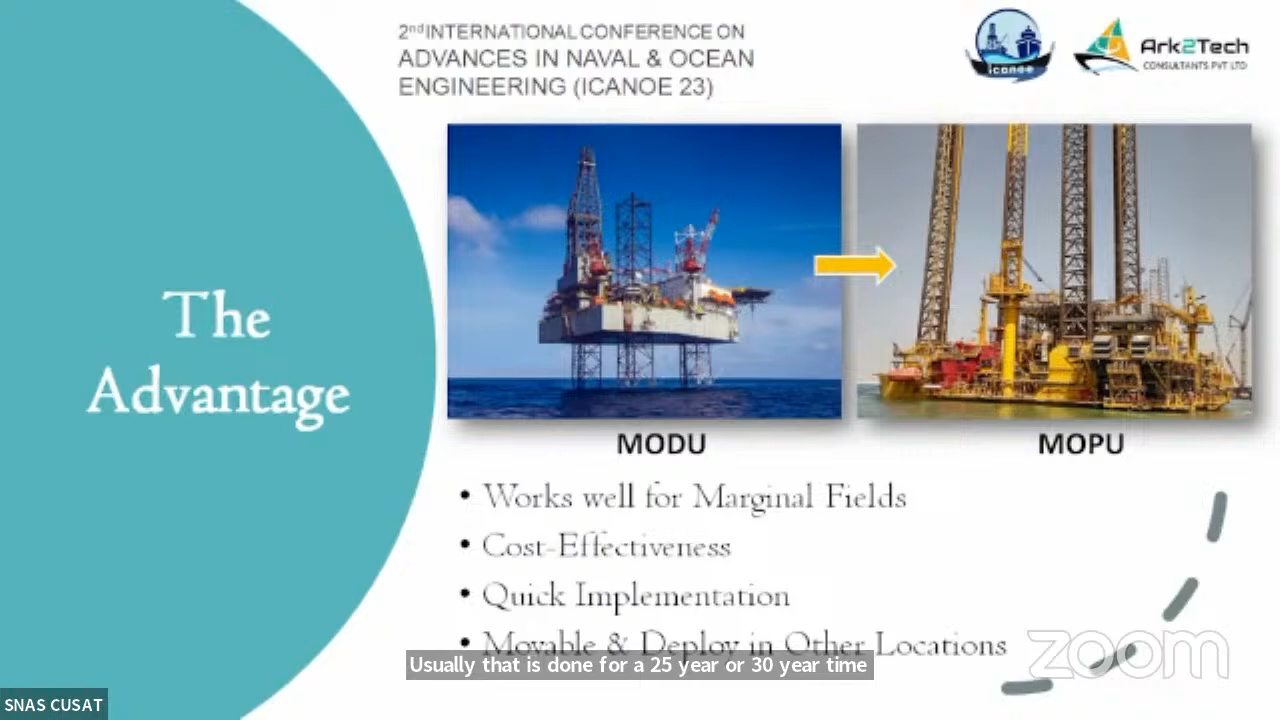 2nd INTERNATIONAL CONFERENCE ON
ADVANCES IN NAVAL & OCEAN
ENGINEERING (ICANOE 23)
icanoe
Ark2Tech
CONSULTANTS PVT LTD
The
Advantage
MODU
MOPU
• Works well for Marginal Fields
• Cost-Effectiveness
• Quick Implementation
• Movable & Deploy in Other Locations
Usually that is done for a 25 year or 30 year time
zoom
SNAS CUSAT